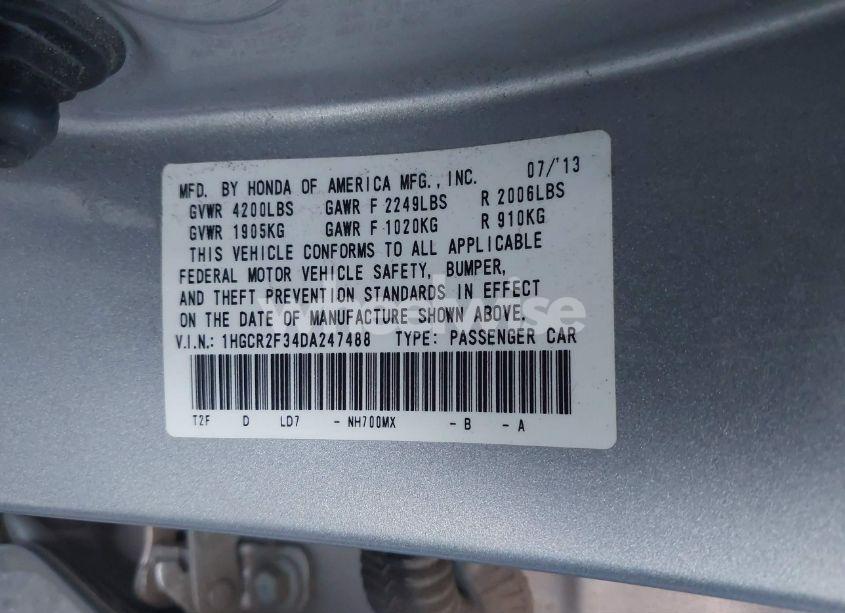 MFD. BY HONDA OF AMERICA MFG., INC. 07/'13
GVWR 4200LBS GAWR F 2249LBS R 2006LBS
GVWR 1905KG GAWR F 1020KG R 910KG
THIS VEHICLE CONFORMS TO ALL APPLICABLE
FEDERAL MOTOR VEHICLE SAFETY, BUMPER,
AND THEFT PREVENTION STANDARDS IN EFFECT
ON THE DATE OF MANUFACTURE SHOWN ABOVE.
wheelwise
V.I.N.: 1HGCR2F34DA247488 TYPE: PASSENGER CAR
T2F D LD7 - NH700MX - B - A